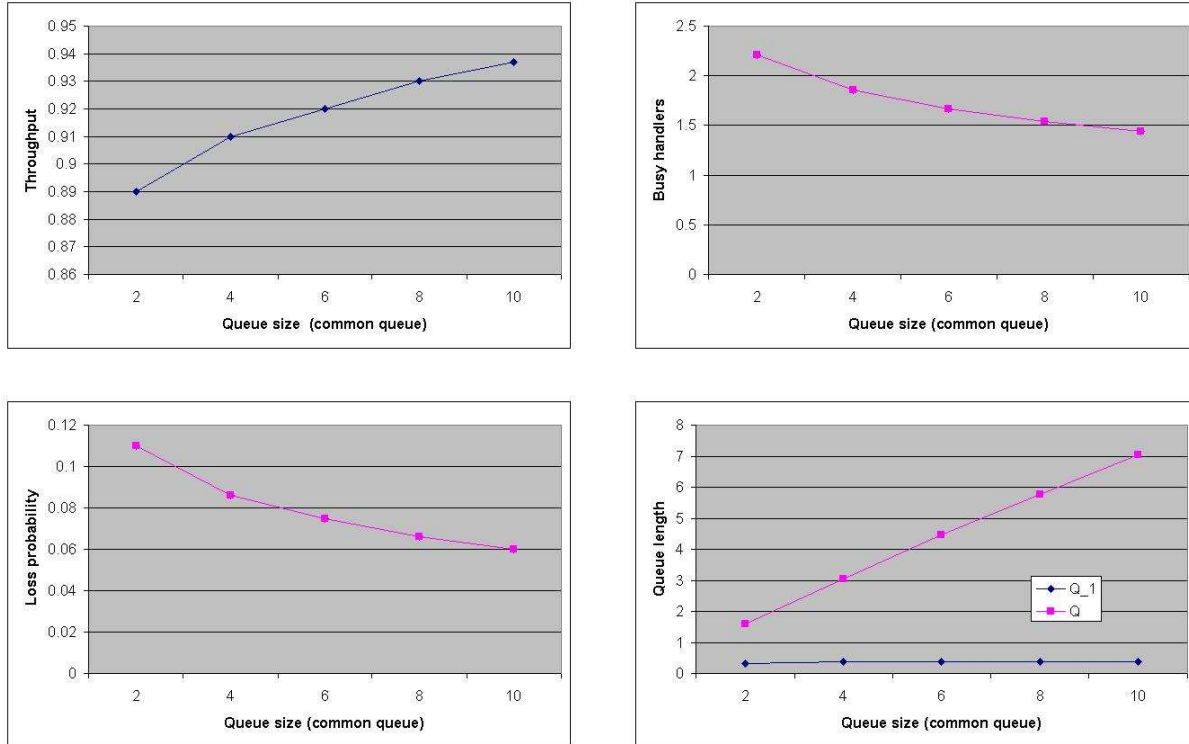 0.95
0.94
0.93
0.92
0.91
0.9
0.89
0.88
0.87
0.86
Throughput
2 4 6 8 10
Queue size (common queue)
2.5
2
1.5
1
0.5
0
Busy handlers
2 4 6 8 10
Queue size (common queue)
0.12
0.1
0.08
0.06
0.04
0.02
0
Loss probability
2 4 6 8 10
Queue size (common queue)
8
7
6
5
4
3
2
1
0
Queue length
Q_1
Q
2 4 6 8 10
Queue size (common queue)